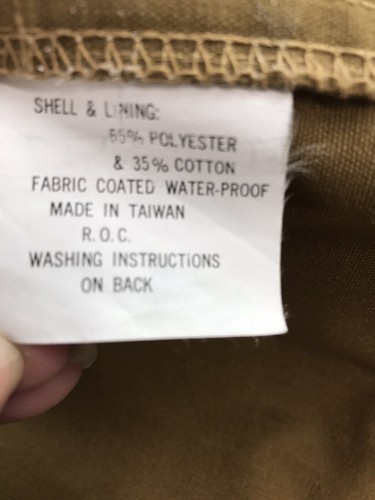 SHELL & LINING:
65% POLYESTER
& 35% COTTON
FABRIC COATED WATER-PROOF
MADE IN TAIWAN
R.O.C.
WASHING INSTRUCTIONS
ON BACK